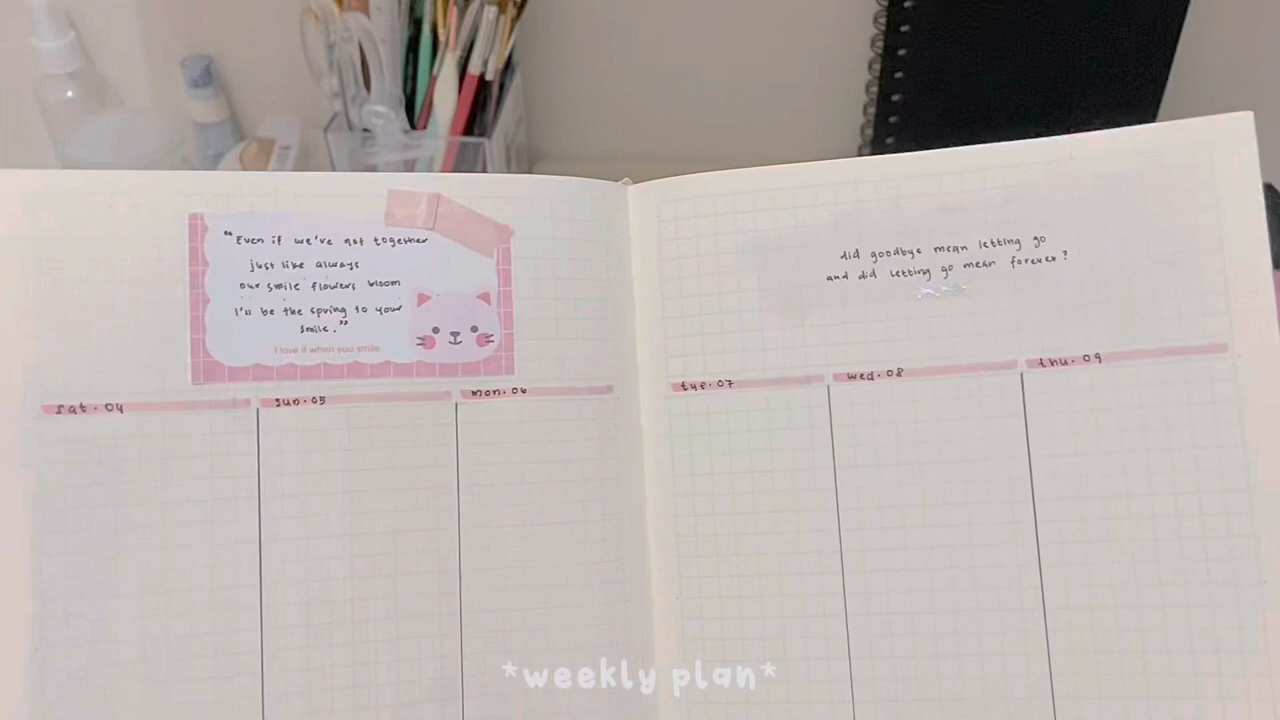 "Even if we've not together
just like always
our smile flowers bloom
I'll be the spring to your
smile."
I love it when you smile
did goodbye mean letting go
and did letting go mean forever?
sat. 04
sun. 05
mon. 06
tue. 07
wed. 08
thu. 09
*weekly plan*